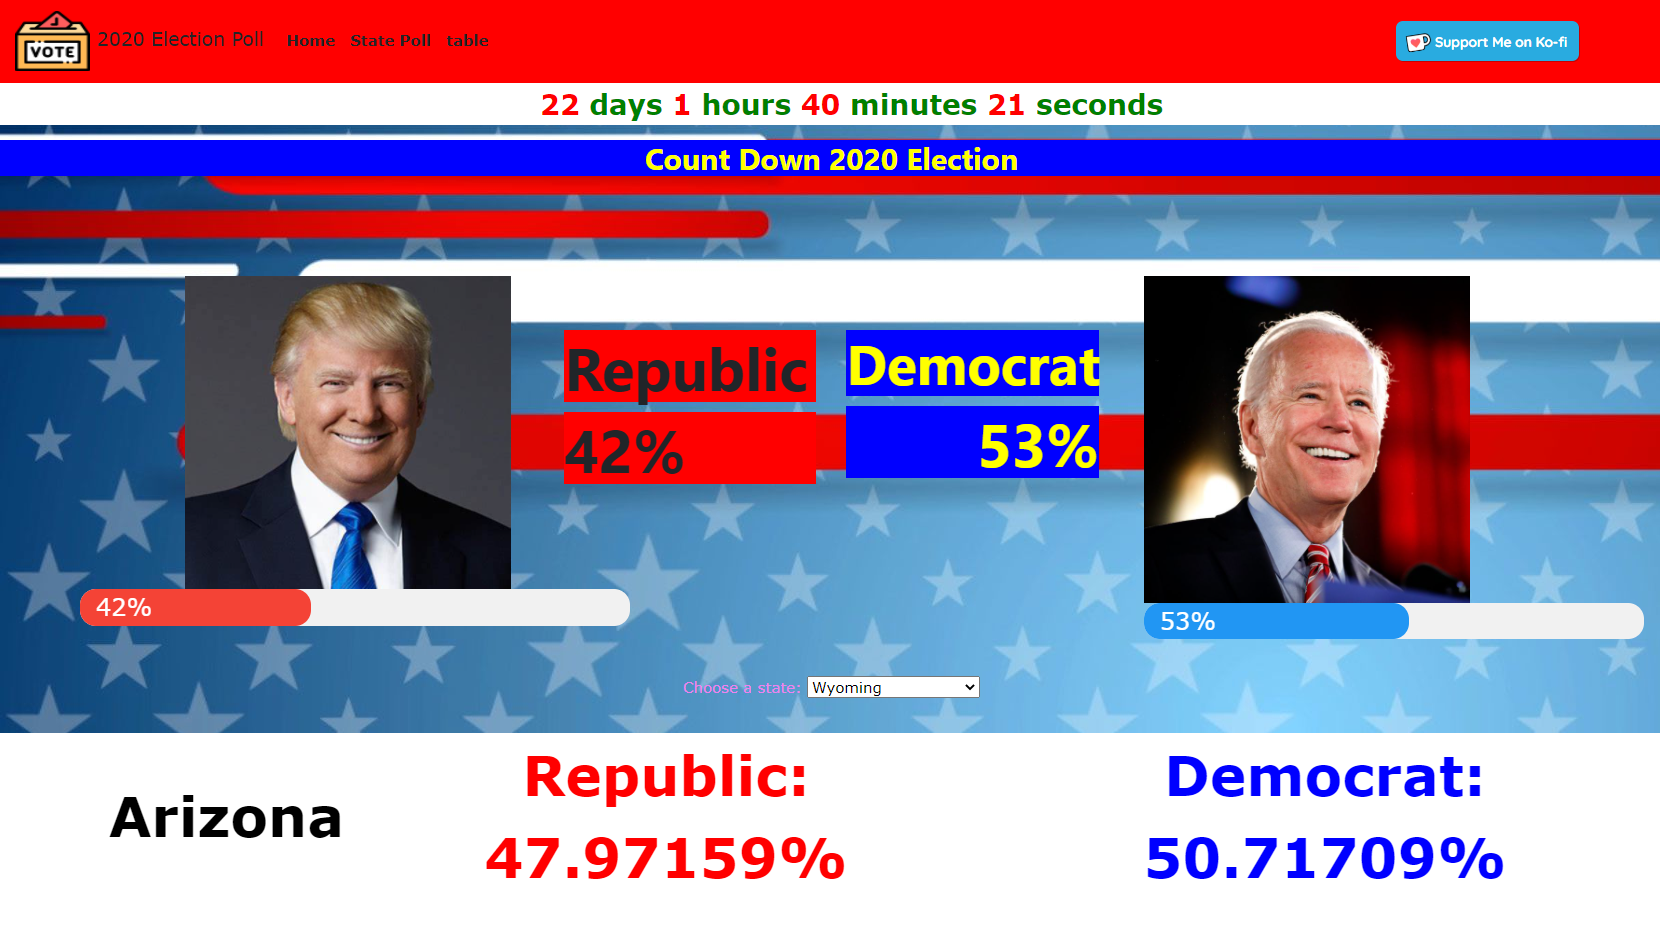 VOTE
2020 Election Poll Home State Poll table
Support Me on Ko-fi
22 days 1 hours 40 minutes 21 seconds
Count Down 2020 Election
Republic
42%
Democrat
53%
42%
53%
Choose a state: Wyoming
Arizona
Republic:
47.97159%
Democrat:
50.71709%